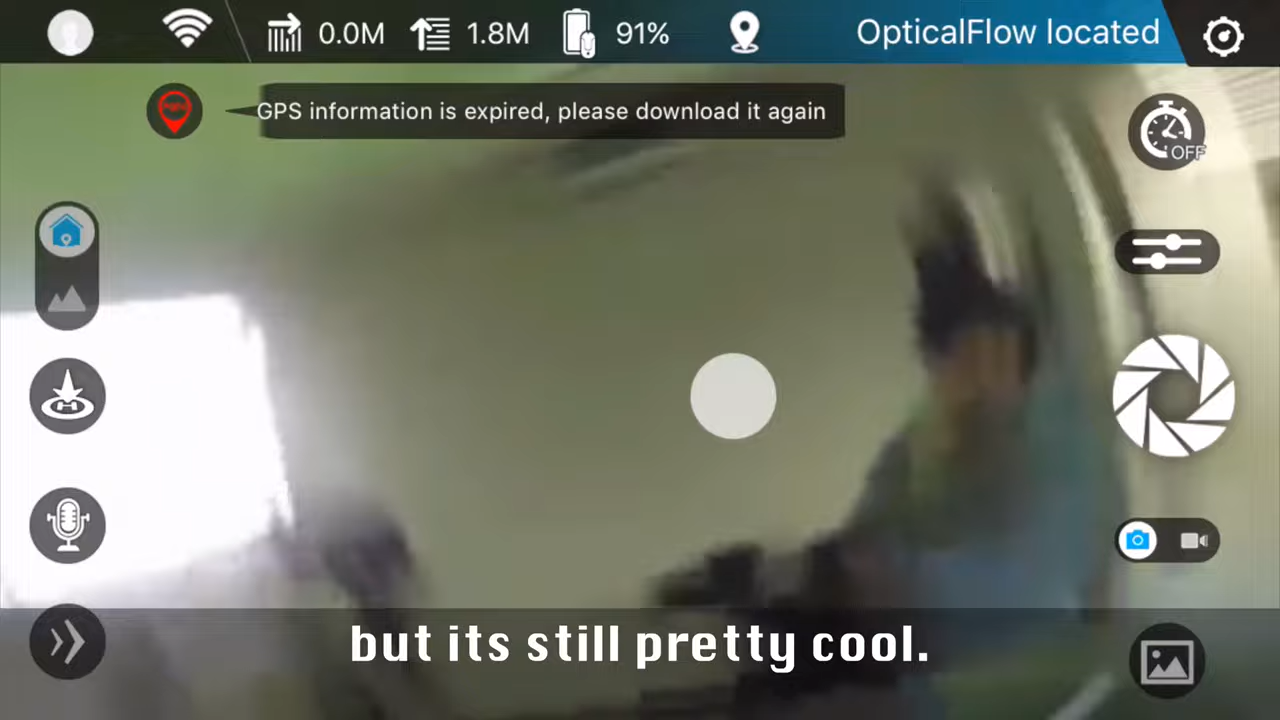 0.0M 1.8M 91% OpticalFlow located
GPS information is expired, please download it again
OFF
but its still pretty cool.